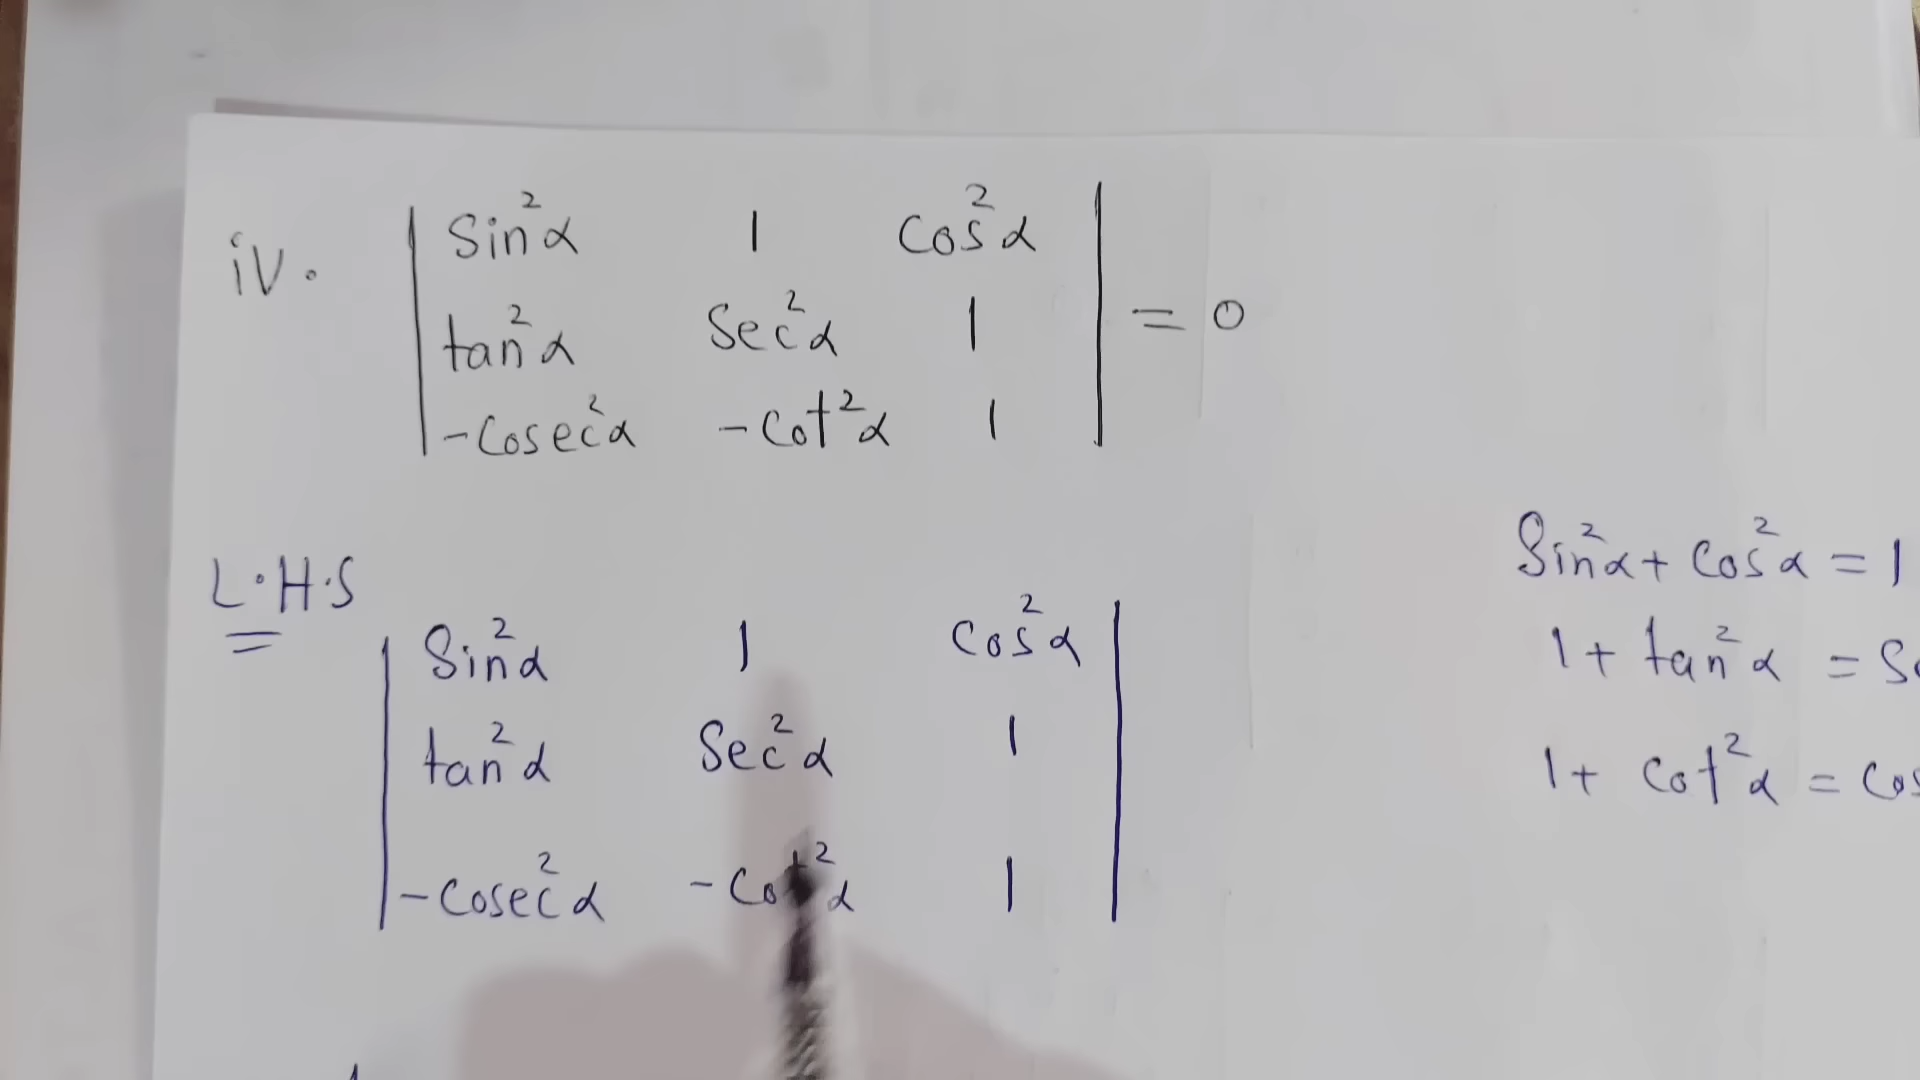 iv. | sin²α 1 cos²α |
| tan²α sec²α 1 | = 0
| -cosec²α -cot²α 1 |
L.H.S
| sin²α 1 cos²α |
| tan²α sec²α 1 |
| -cosec²α -cot²α 1 |
sin²α + cos²α = 1
1 + tan²α = S
1 + cot²α = cos